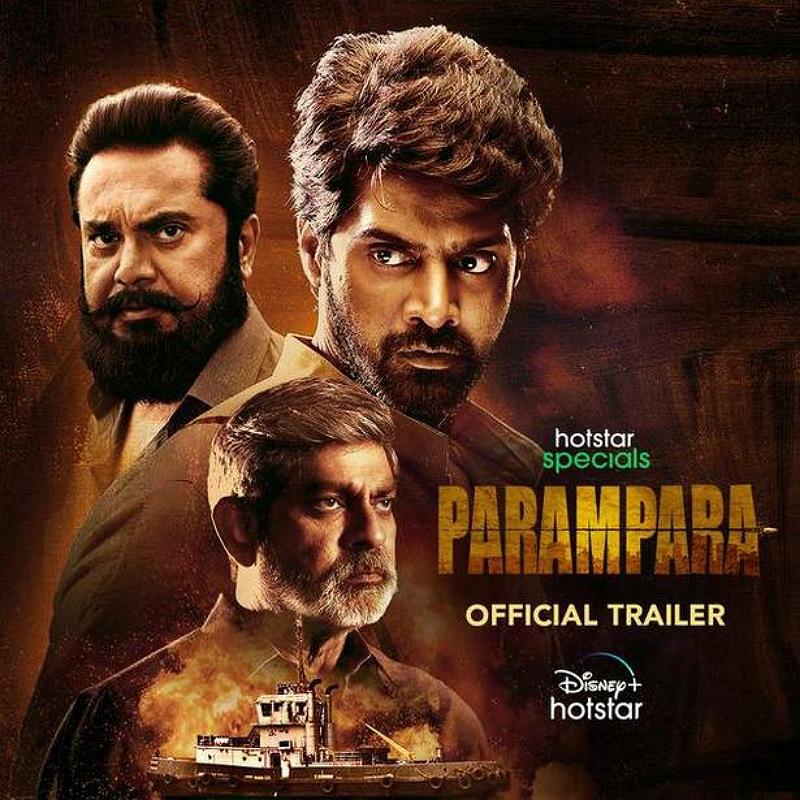 hotstar
specials
PARAMPARA
OFFICIAL TRAILER
Disney+
hotstar